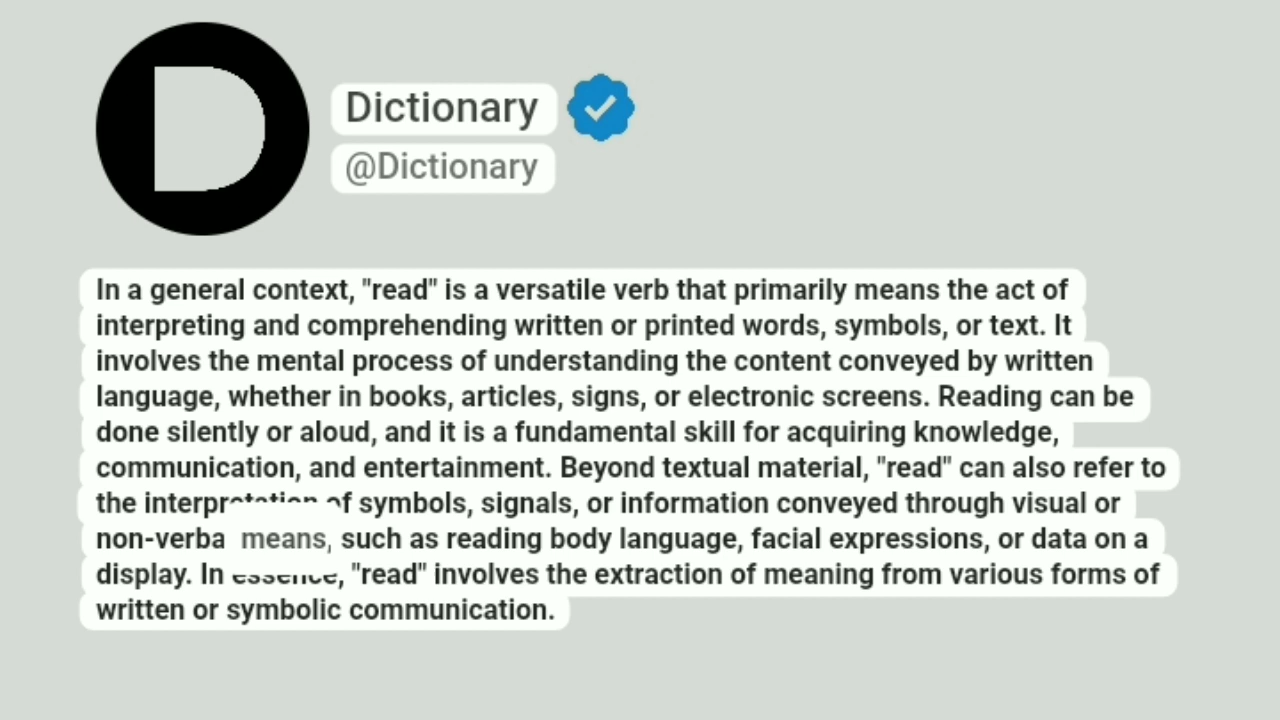 D
Dictionary
@Dictionary
In a general context, "read" is a versatile verb that primarily means the act of
interpreting and comprehending written or printed words, symbols, or text. It
involves the mental process of understanding the content conveyed by written
language, whether in books, articles, signs, or electronic screens. Reading can be
done silently or aloud, and it is a fundamental skill for acquiring knowledge,
communication, and entertainment. Beyond textual material, "read" can also refer to
the interpretation of symbols, signals, or information conveyed through visual or
non-verba means, such as reading body language, facial expressions, or data on a
display. In essence, "read" involves the extraction of meaning from various forms of
written or symbolic communication.